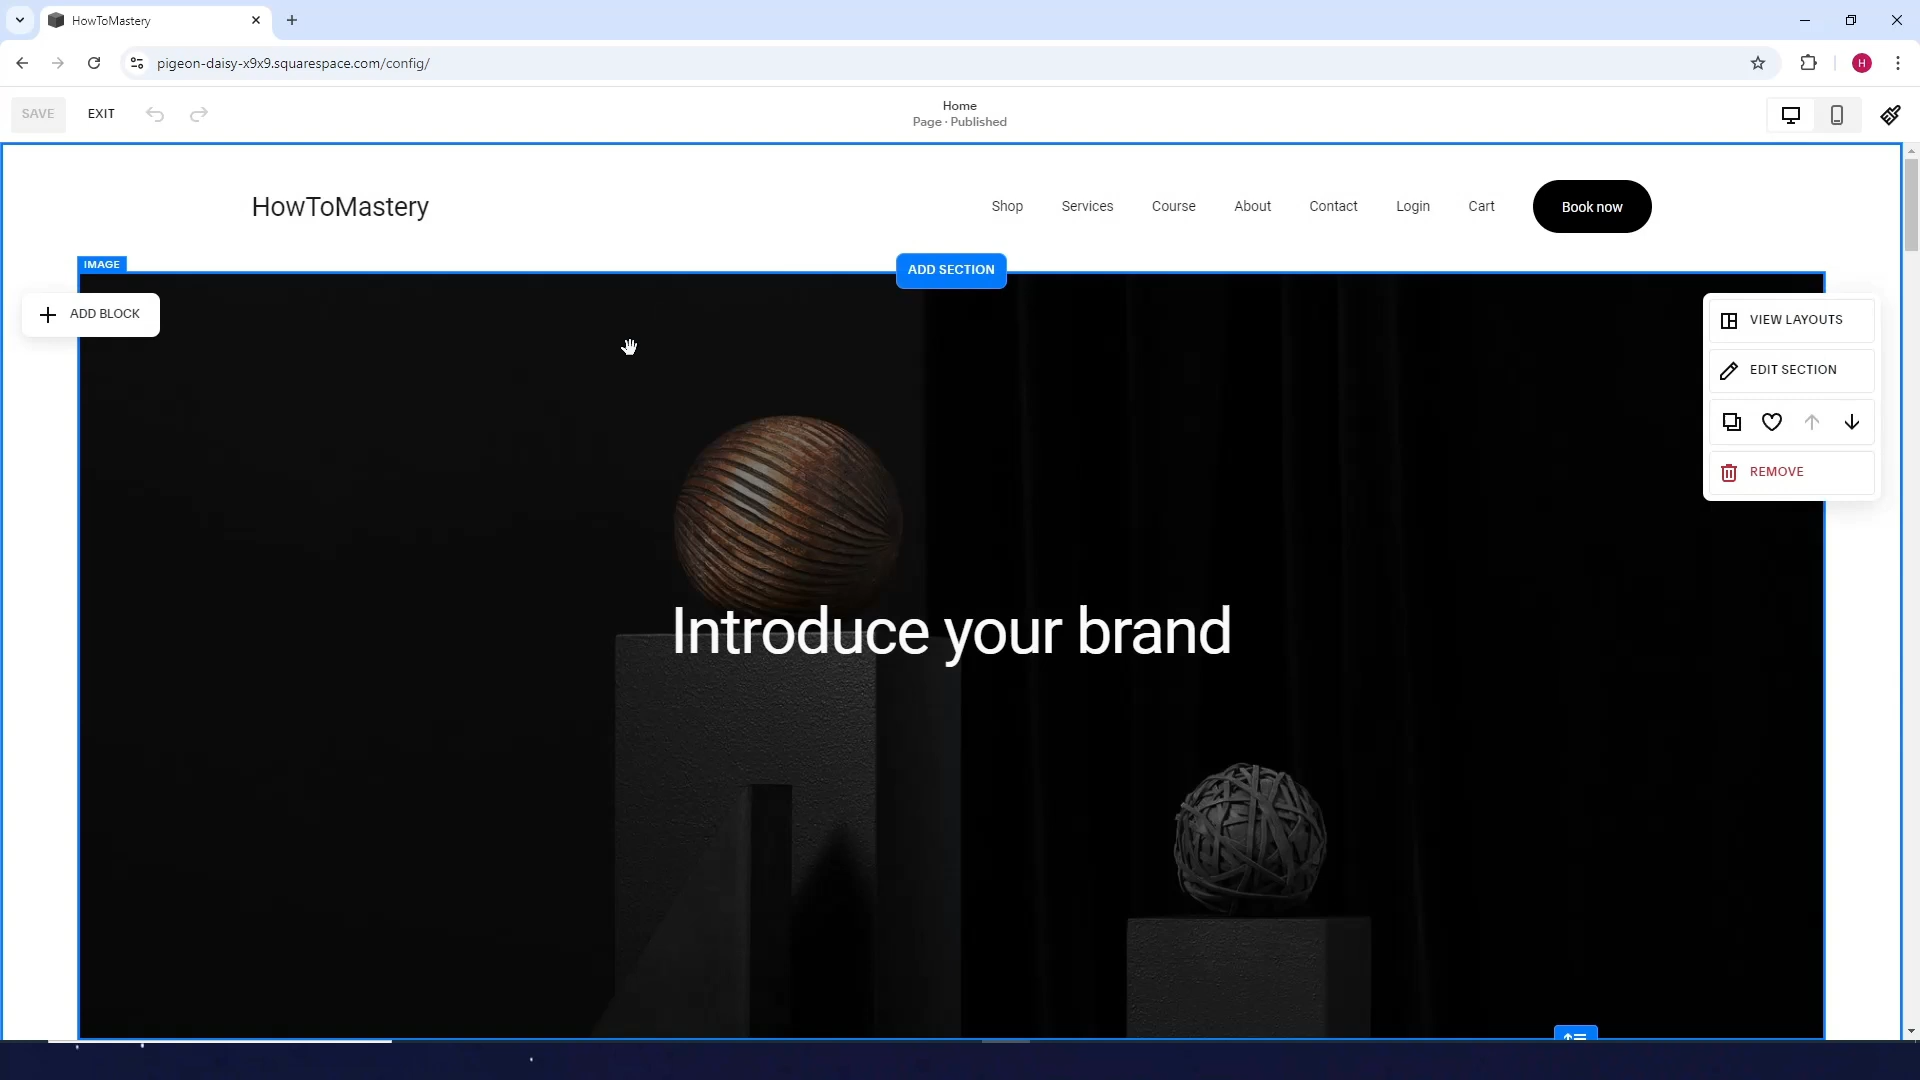 HowToMastery
pigeon-daisy-x9x9.squarespace.com/config/
H
SAVE EXIT
Home
Page · Published
HowToMastery
Shop Services Course About Contact Login Cart Book now
IMAGE
ADD SECTION
ADD BLOCK
VIEW LAYOUTS
EDIT SECTION
REMOVE
Introduce your brand